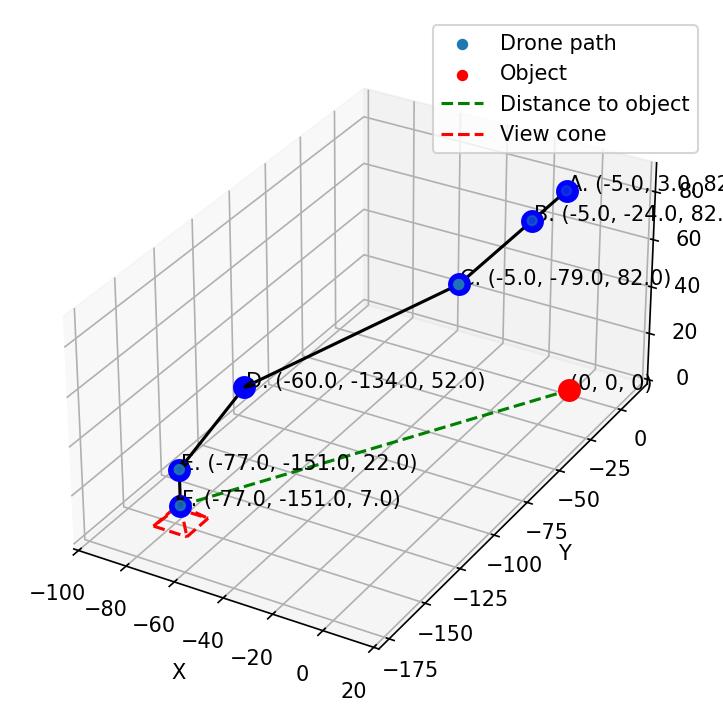 Drone path
Object
Distance to object
View cone
A. (-5.0, 3.0, 82
B. (-5.0, -24.0, 82.
C. (-5.0, -79.0, 82.0)
D. (-60.0, -134.0, 52.0)
E. (-77.0, -151.0, 22.0)
F. (-77.0, -151.0, 7.0)
(0, 0, 0)
80
60
40
20
0
0
−25
−50
−75
−100
−125
−150
−175
Y
−100
−80
−60
−40
−20
0
20
X